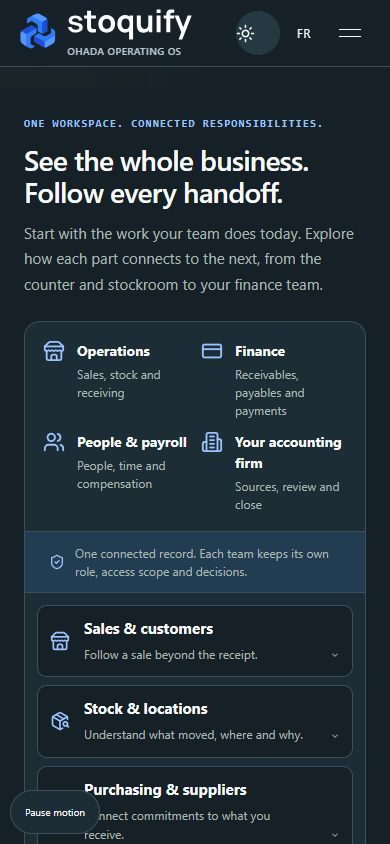 stoquify
OHADA OPERATING OS
FR
ONE WORKSPACE. CONNECTED RESPONSIBILITIES.
See the whole business.
Follow every handoff.
Start with the work your team does today. Explore
how each part connects to the next, from the
counter and stockroom to your finance team.
Operations
Sales, stock and
receiving
Finance
Receivables,
payables and
payments
People & payroll
People, time and
compensation
Your accounting
firm
Sources, review and
close
One connected record. Each team keeps its own
role, access scope and decisions.
Sales & customers
Follow a sale beyond the receipt.
Stock & locations
Understand what moved, where and why.
Purchasing & suppliers
commitments to what you
receive.
Pause motion